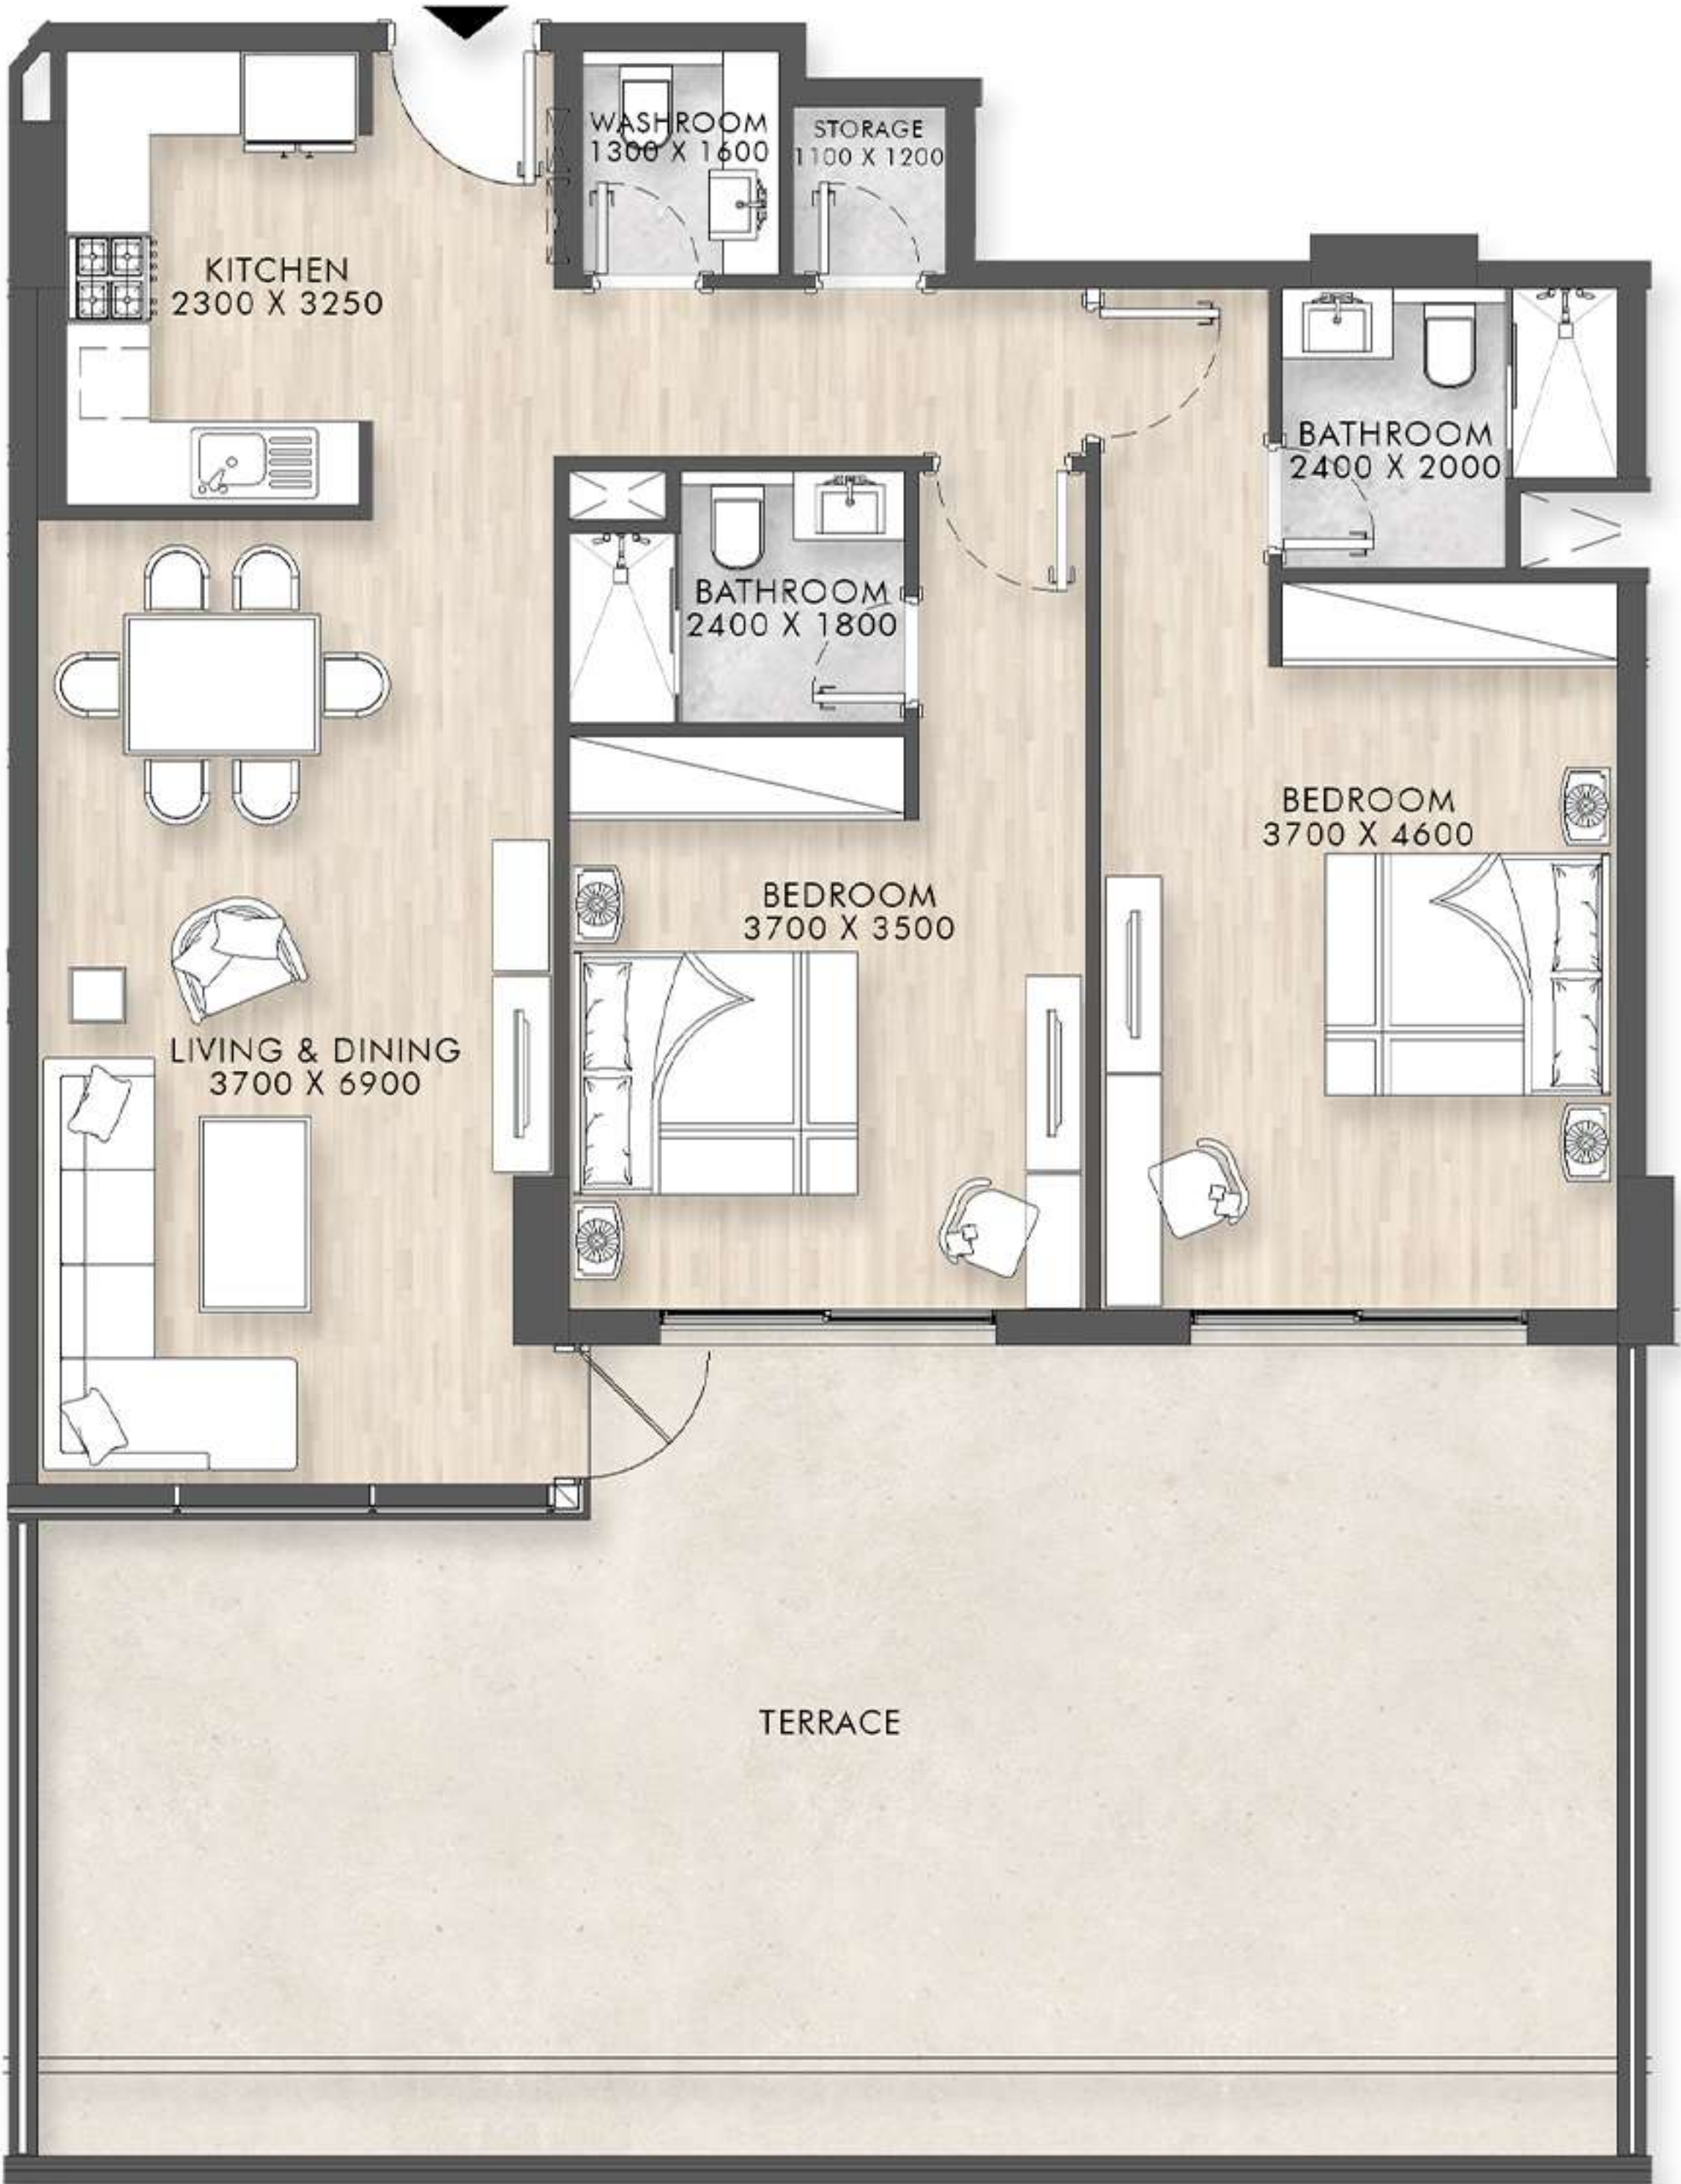 WASHROOM
1300 X 1600
STORAGE
1100 X 1200
KITCHEN
2300 X 3250
BATHROOM
2400 X 2000
BATHROOM
2400 X 1800
BEDROOM
3700 X 4600
BEDROOM
3700 X 3500
LIVING & DINING
3700 X 6900
TERRACE